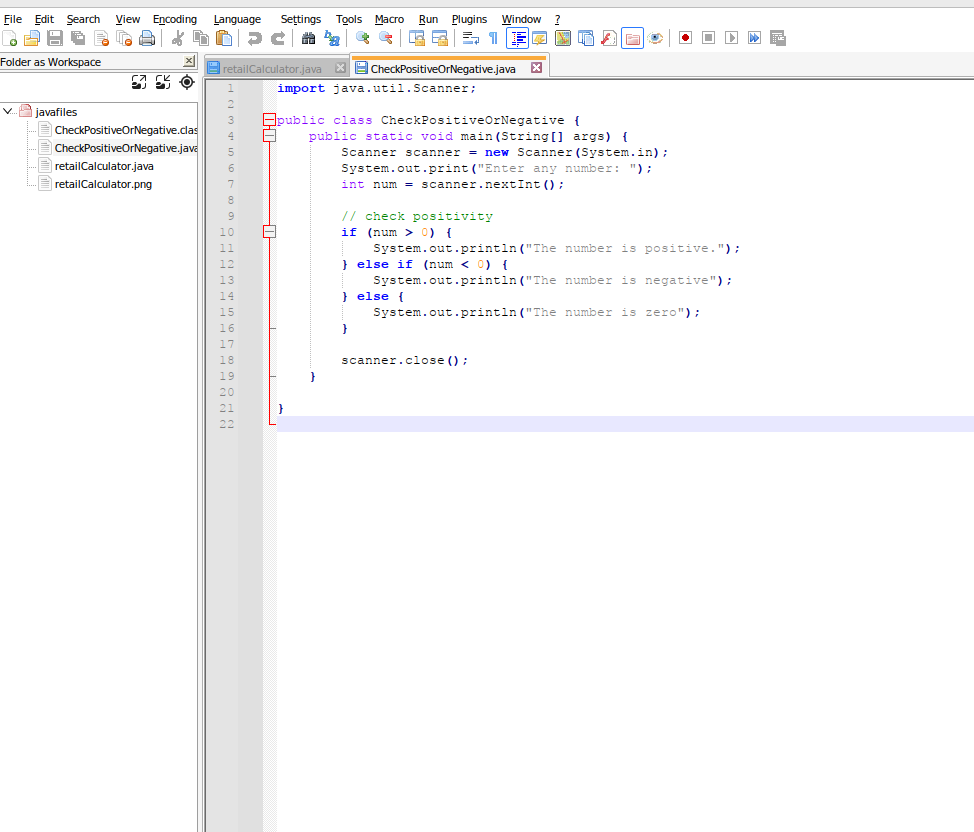 File Edit Search View Encoding Language Settings Tools Macro Run Plugins Window ?
Folder as Workspace
javafiles
CheckPositiveOrNegative.clas
CheckPositiveOrNegative.java
retailCalculator.java
retailCalculator.png
retailCalculator.java CheckPositiveOrNegative.java
1 import java.util.Scanner;
2
3 public class CheckPositiveOrNegative {
4 public static void main(String[] args) {
5 Scanner scanner = new Scanner(System.in);
6 System.out.print("Enter any number: ");
7 int num = scanner.nextInt();
8
9 // check positivity
10 if (num > 0) {
11 System.out.println("The number is positive.");
12 } else if (num < 0) {
13 System.out.println("The number is negative");
14 } else {
15 System.out.println("The number is zero");
16 }
17
18 scanner.close();
19 }
20
21 }
22